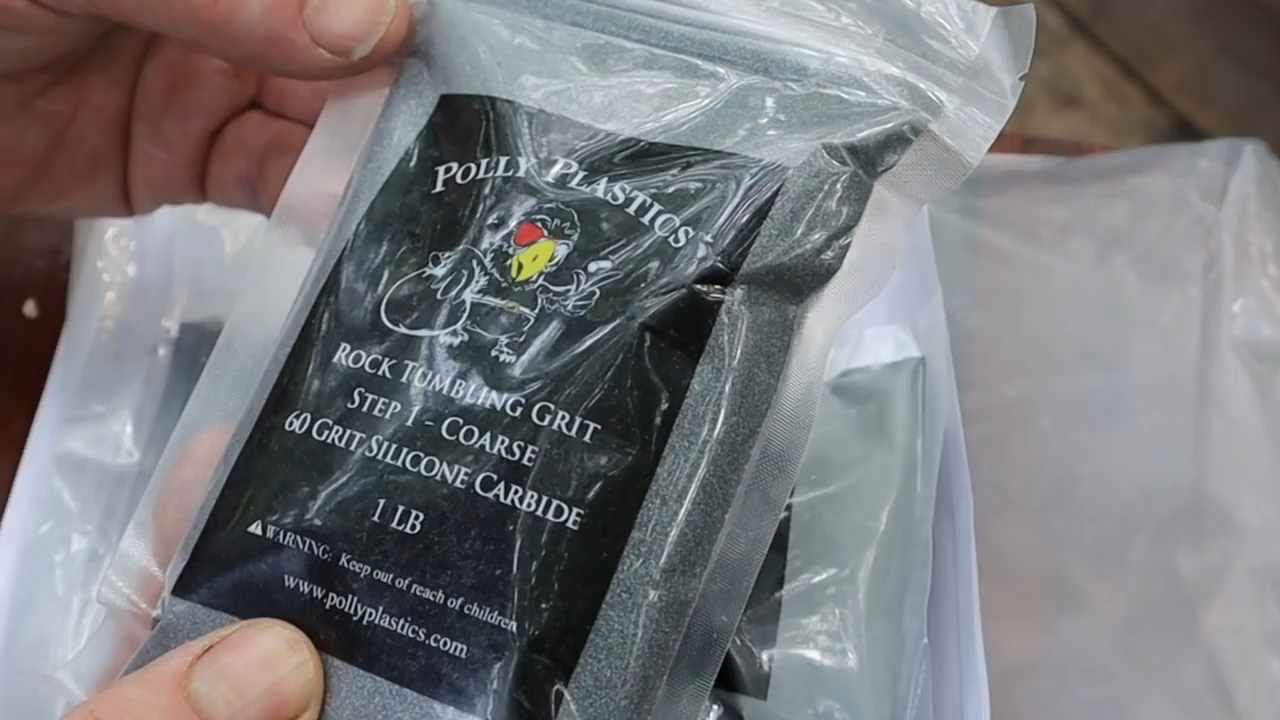 POLLY PLASTICS
ROCK TUMBLING GRIT
STEP 1 - COARSE
60 GRIT SILICONE CARBIDE
1 LB
WARNING: Keep out of reach of children
www.pollyplastics.com